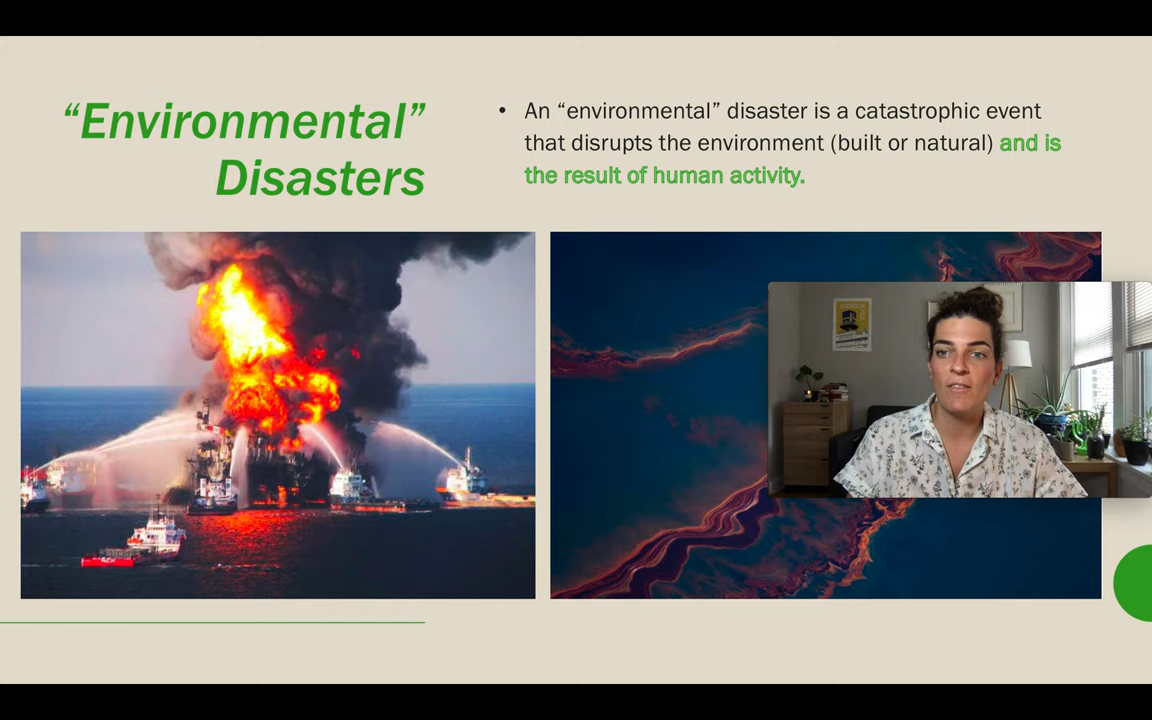 “Environmental”
Disasters
• An “environmental” disaster is a catastrophic event
that disrupts the environment (built or natural) and is
the result of human activity.